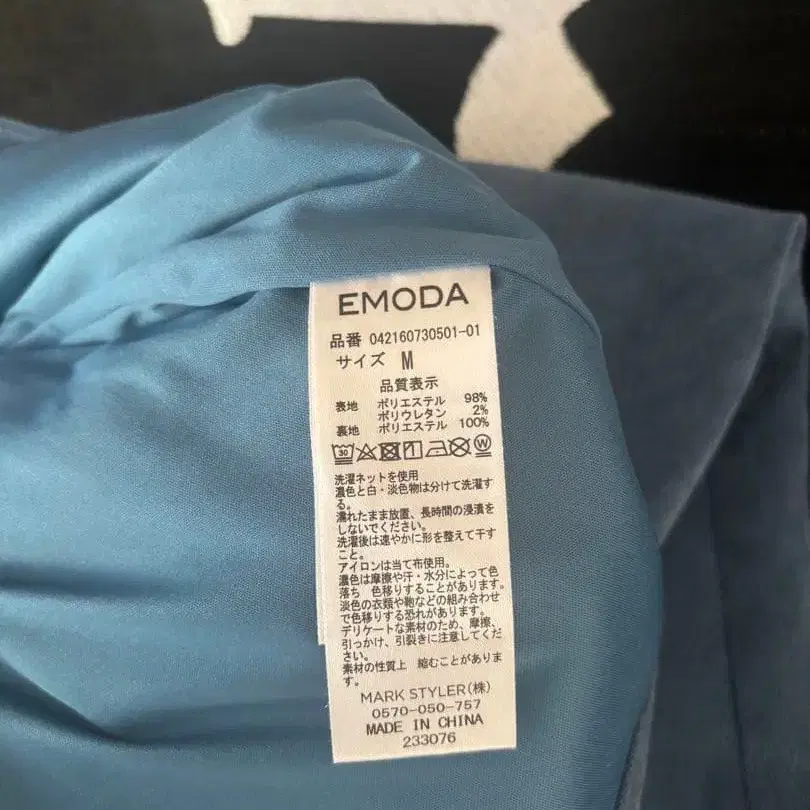 EMODA
品番 042160730501-01
サイズ M
品質表示
表地 ポリエステル 98%
ポリウレタン 2%
裏地 ポリエステル 100%
30
W
洗濯ネットを使用
濃色と白・淡色物は分けて洗濯す
る。
濡れたまま放置、長時間の浸漬を
しないでください。
洗濯後は速やかに形を整えて干す
こと。
アイロンは当て布使用。
濃色は摩擦や汗・水分によって色
落ち 色移りすることがあります。
淡色の衣類や鞄などの組み合わせ
で色移りする恐れがあります。
デリケートな素材のため、摩擦、
引っかけ、引裂きに注意してくだ
さい。
素材の性質上 縮むことがありま
す。
MARK STYLER(株)
0570-050-757
MADE IN CHINA
233076